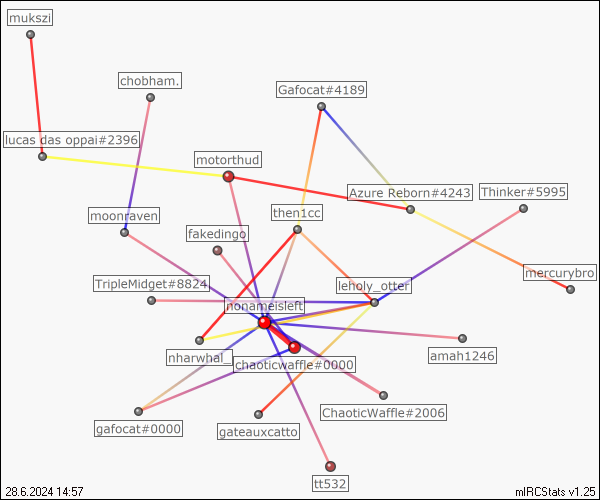 mukszi
chobham.
Gafocat#4189
lucas das oppai#2396
motorthud
Azure Reborn#4243
Thinker#5995
moonraven
then1cc
fakedingo
mercurybro
TripleMidget#8824
leholy_otter
nonameisleft
nharwhal_
chaoticwaffle#0000
amah1246
ChaoticWaffle#2006
gafocat#0000
gateauxcatto
tt532
28.6.2024 14:57
mIRCStats v1.25